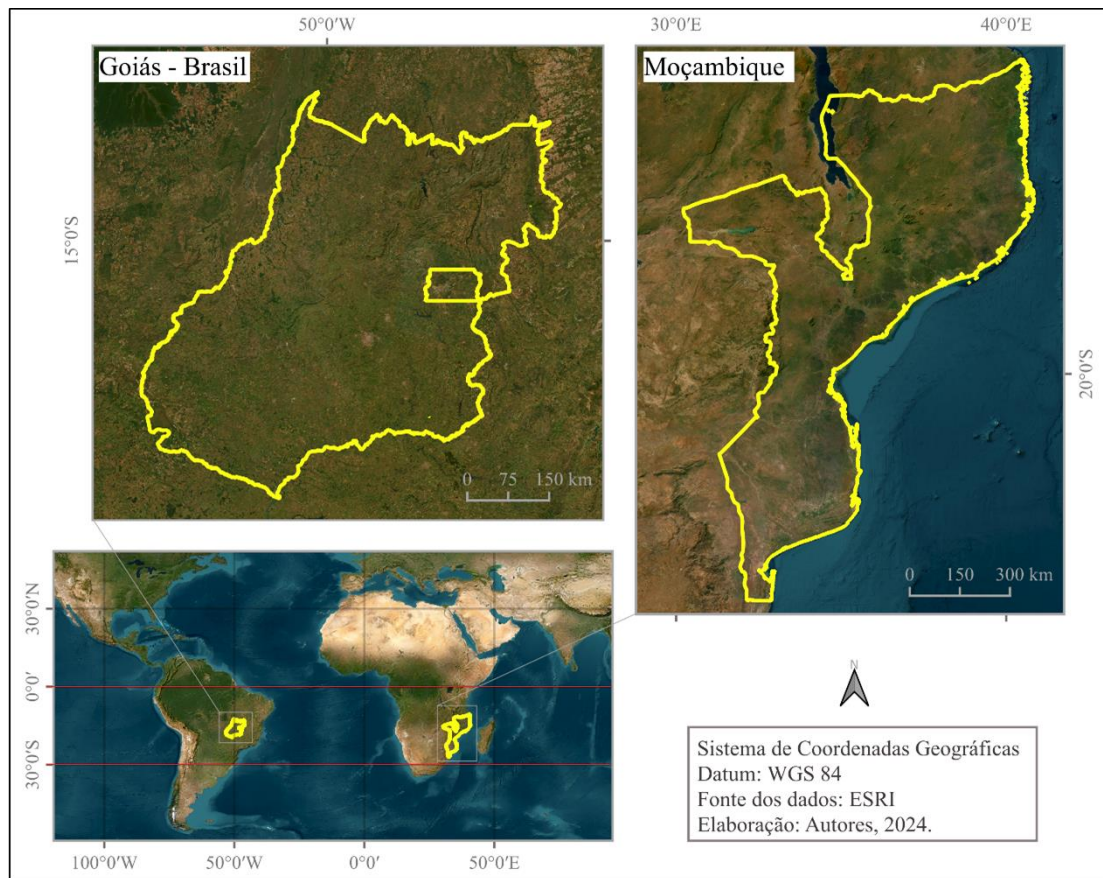 50°0′W
30°0′E
40°0′E
Goiás - Brasil
Moçambique
15°0′S
20°0′S
0 75 150 km
0 150 300 km
30°0′N
0°0′
30°0′S
100°0′W
50°0′W
0°0′
50°0′E
N
Sistema de Coordenadas Geográficas
Datum: WGS 84
Fonte dos dados: ESRI
Elaboração: Autores, 2024.